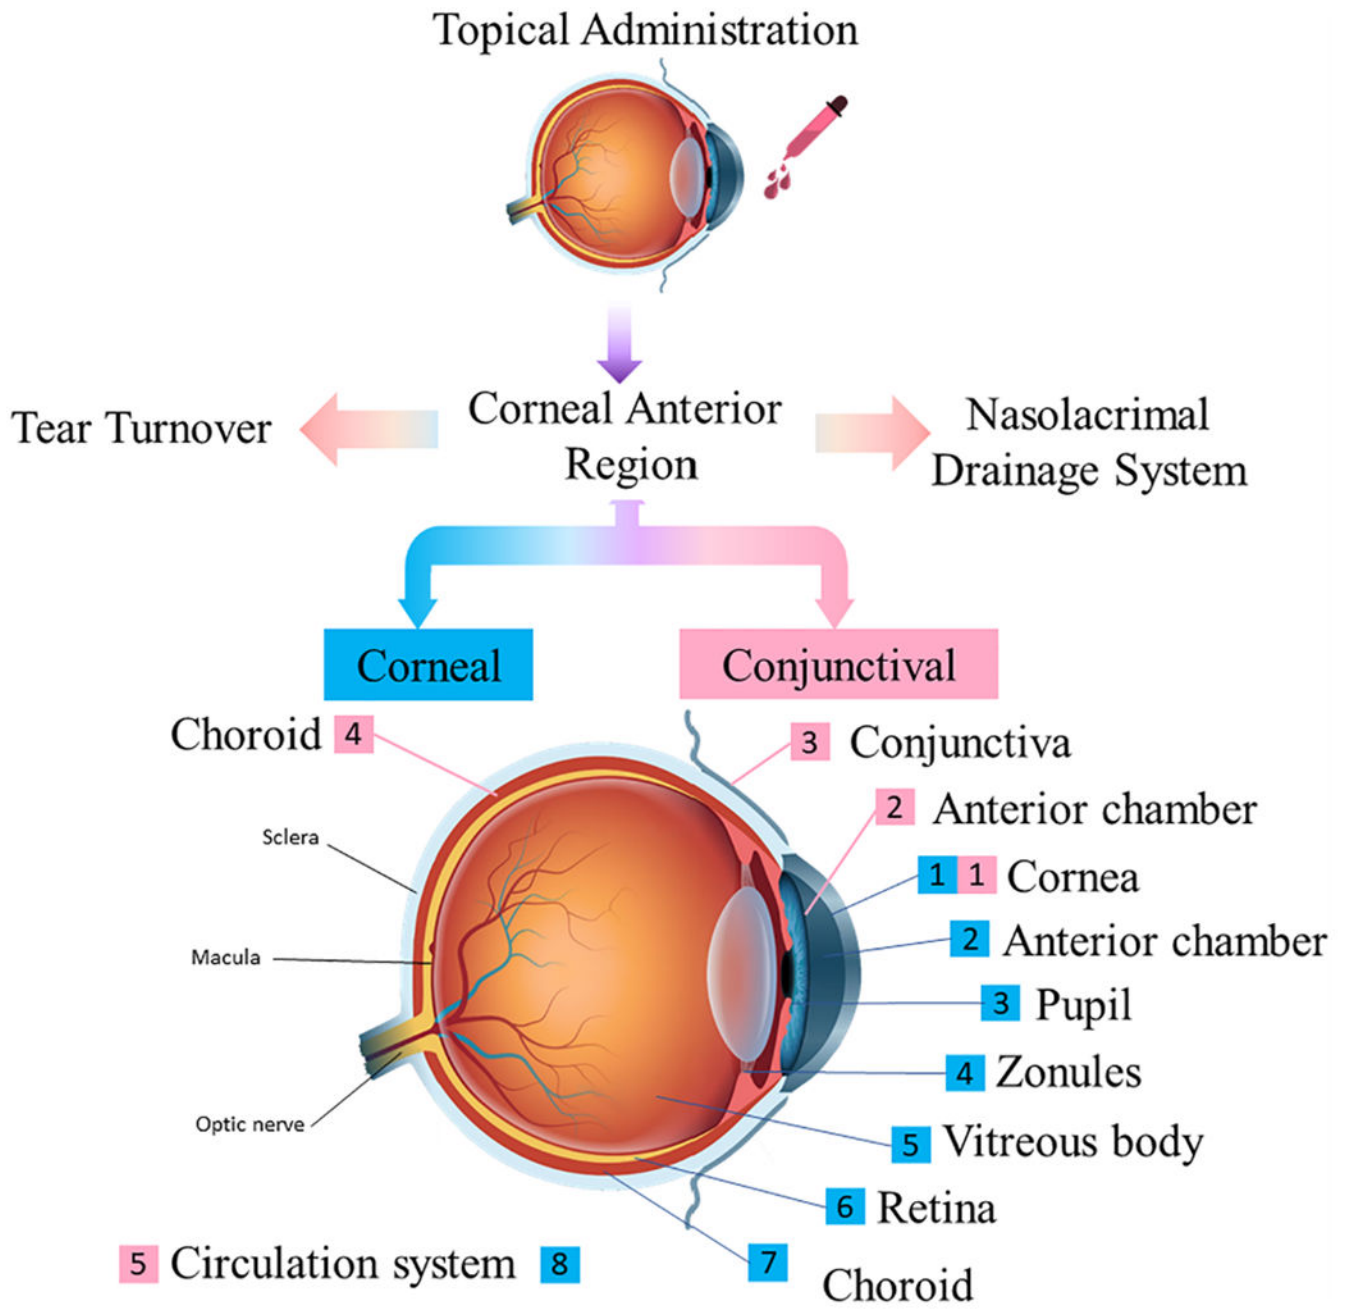 Topical Administration
Tear Turnover
Corneal Anterior
Region
Nasolacrimal
Drainage System
Corneal
Conjunctival
Choroid 4
3 Conjunctiva
2 Anterior chamber
Sclera
1 1 Cornea
2 Anterior chamber
Macula
3 Pupil
4 Zonules
Optic nerve
5 Vitreous body
6 Retina
5 Circulation system 8
7 Choroid